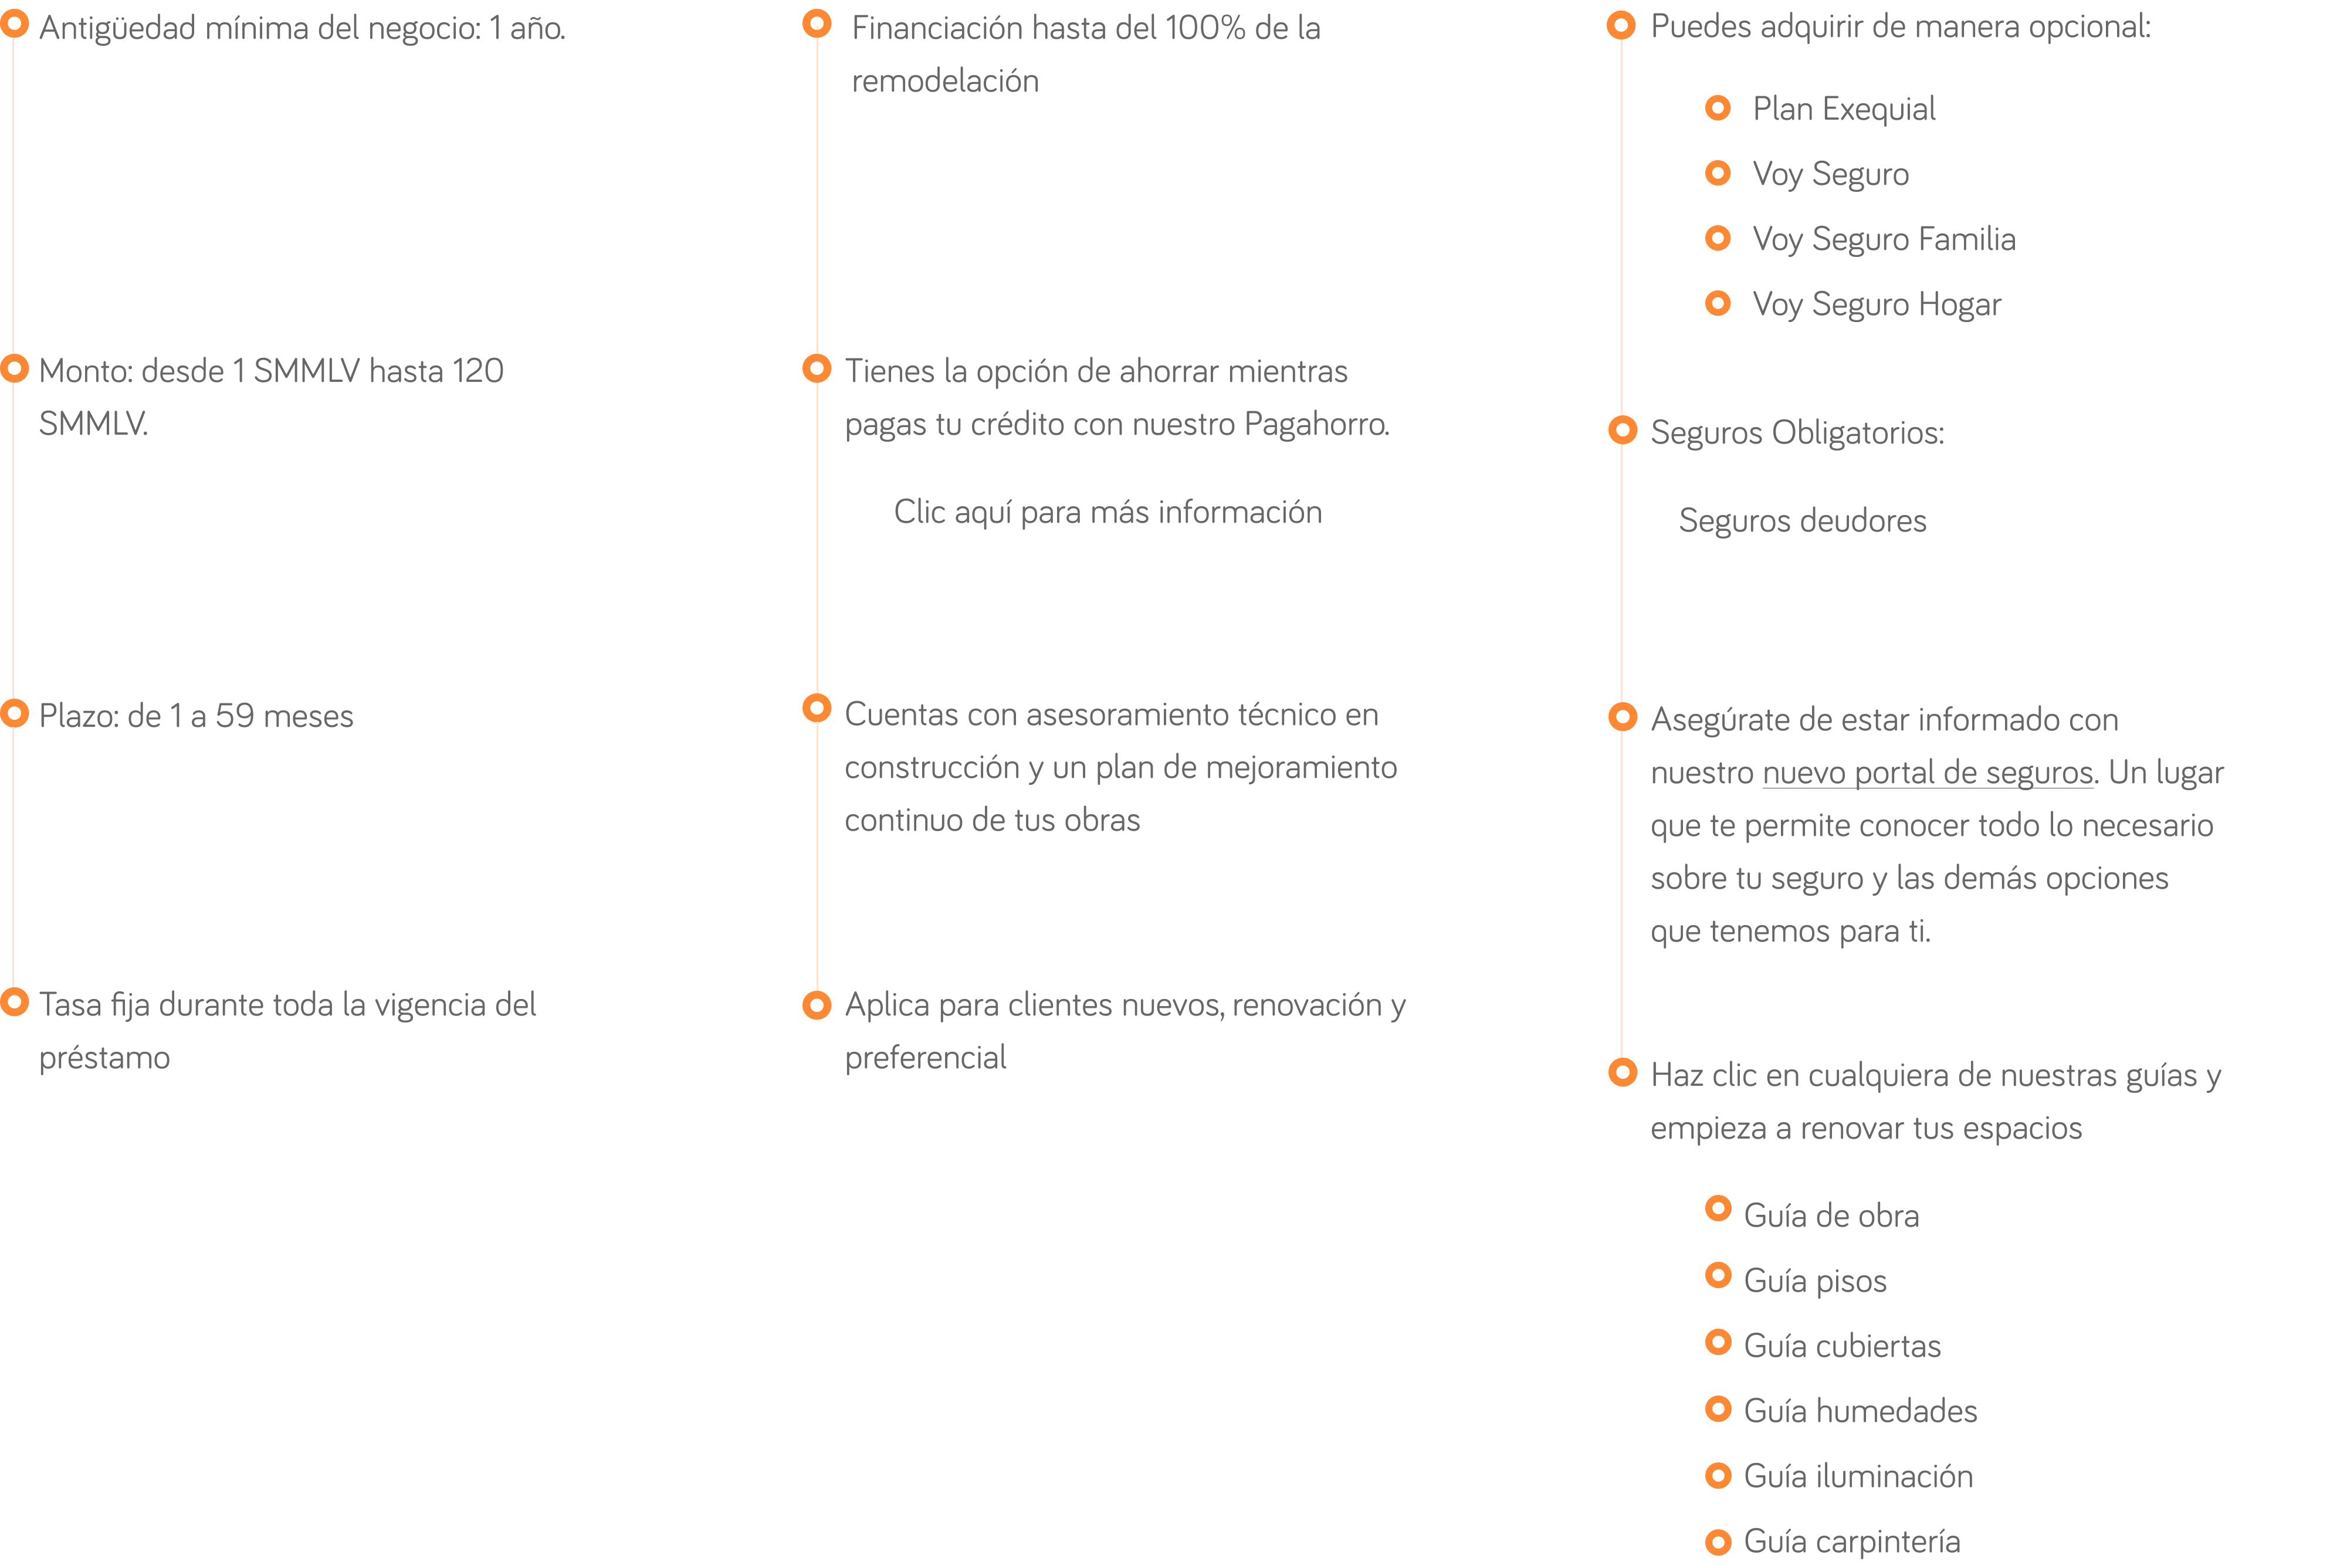 Antigüedad mínima del negocio: 1 año.
Monto: desde 1 SMMLV hasta 120
SMMLV.
Plazo: de 1 a 59 meses
Tasa fija durante toda la vigencia del
préstamo
Financiación hasta del 100% de la
remodelación
Tienes la opción de ahorrar mientras
pagas tu crédito con nuestro Pagahorro.
Clic aquí para más información
Cuentas con asesoramiento técnico en
construcción y un plan de mejoramiento
continuo de tus obras
Aplica para clientes nuevos, renovación y
preferencial
Puedes adquirir de manera opcional:
Plan Exequial
Voy Seguro
Voy Seguro Familia
Voy Seguro Hogar
Seguros Obligatorios:
Seguros deudores
Asegúrate de estar informado con
nuestro nuevo portal de seguros. Un lugar
que te permite conocer todo lo necesario
sobre tu seguro y las demás opciones
que tenemos para ti.
Haz clic en cualquiera de nuestras guías y
empieza a renovar tus espacios
Guía de obra
Guía pisos
Guía cubiertas
Guía humedades
Guía iluminación
Guía carpintería